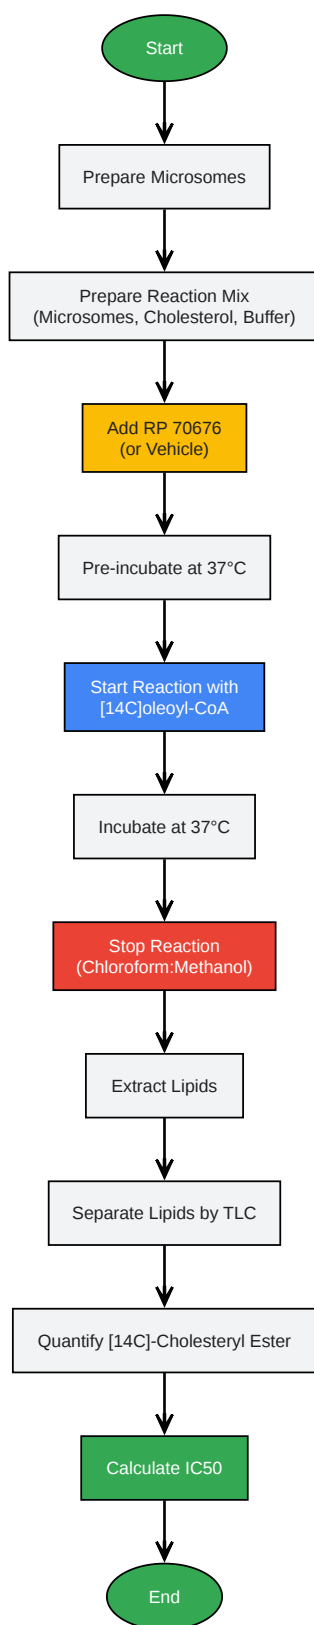 Start
Prepare Microsomes
Prepare Reaction Mix
(Microsomes, Cholesterol, Buffer)
Add RP 70676
(or Vehicle)
Pre-incubate at 37°C
Start Reaction with
[14C]oleoyl-CoA
Incubate at 37°C
Stop Reaction
(Chloroform:Methanol)
Extract Lipids
Separate Lipids by TLC
Quantify [14C]-Cholesteryl Ester
Calculate IC50
End